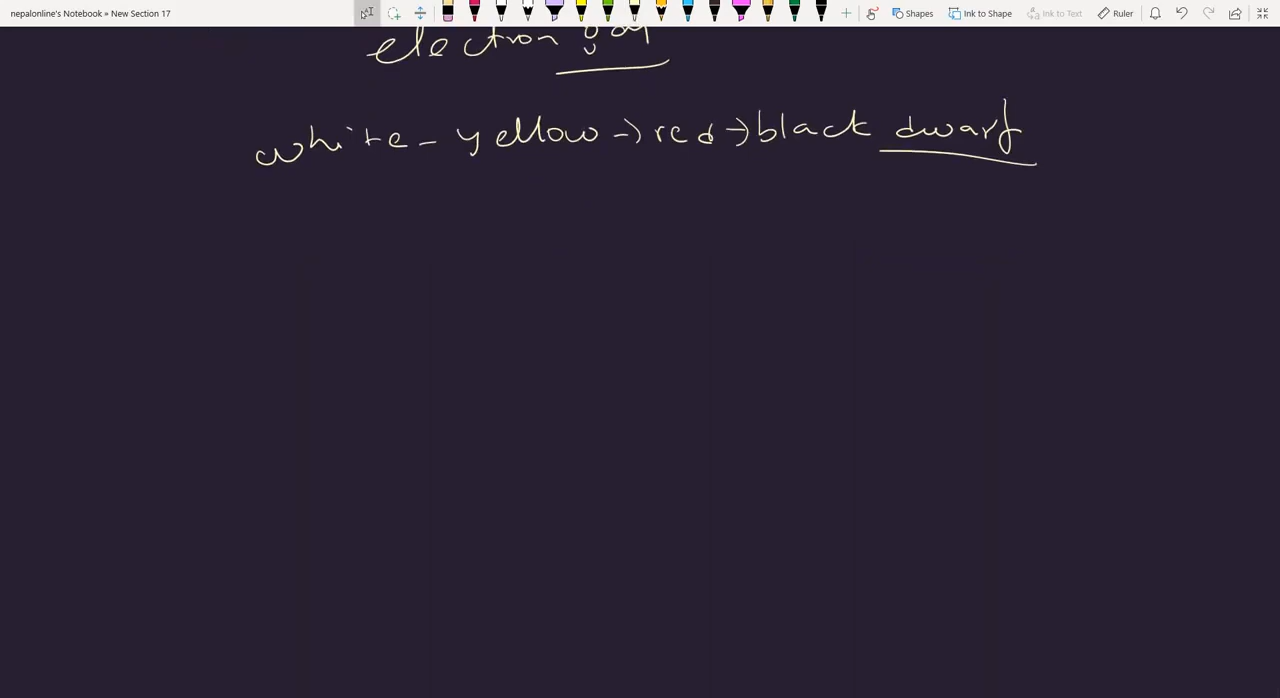 nepalonline's Notebook » New Section 17
Shapes Ink to Shape Ink to Text Ruler
electron
white - yellow → red → black dwarf